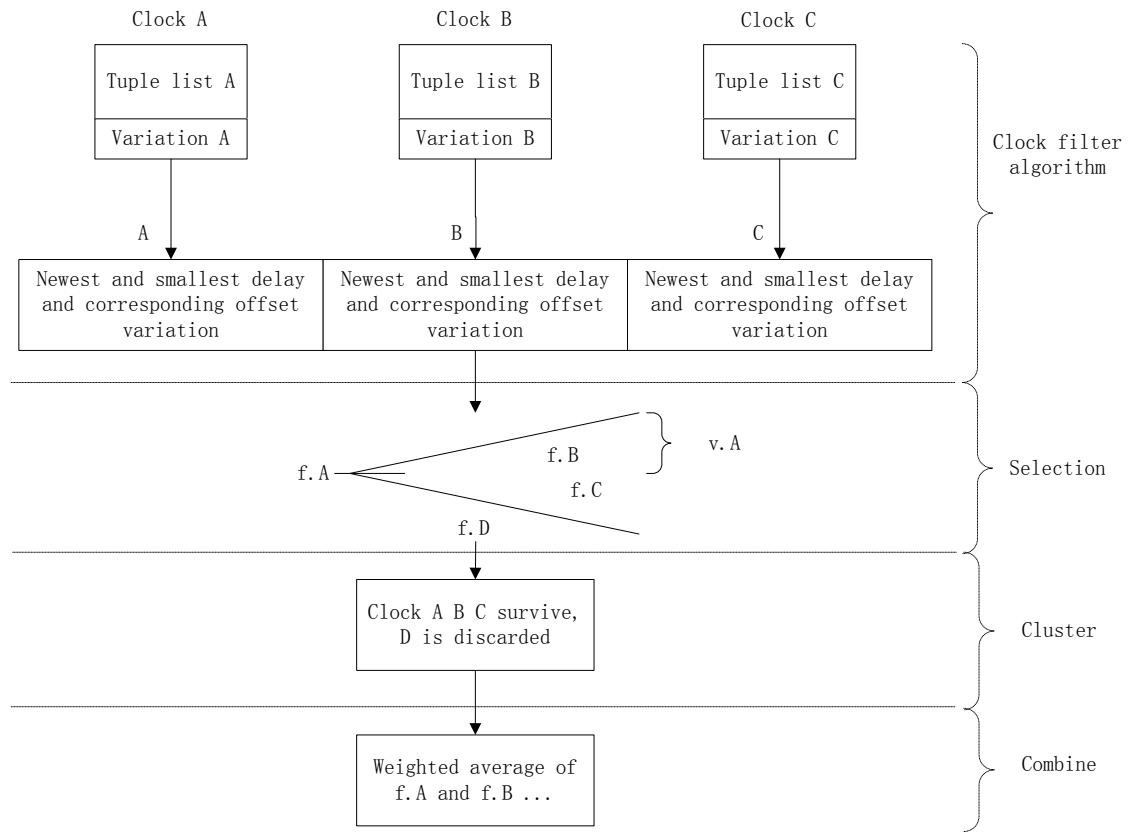 Clock A
Clock B
Clock C
Tuple list A
Tuple list B
Tuple list C
Variation A
Variation B
Variation C
Clock filter
algorithm
A
B
C
Newest and smallest delay
and corresponding offset
variation
Newest and smallest delay
and corresponding offset
variation
Newest and smallest delay
and corresponding offset
variation
f.A
f.B
f.C
v.A
Selection
f.D
Clock A B C survive,
D is discarded
Cluster
Weighted average of
f.A and f.B ...
Combine